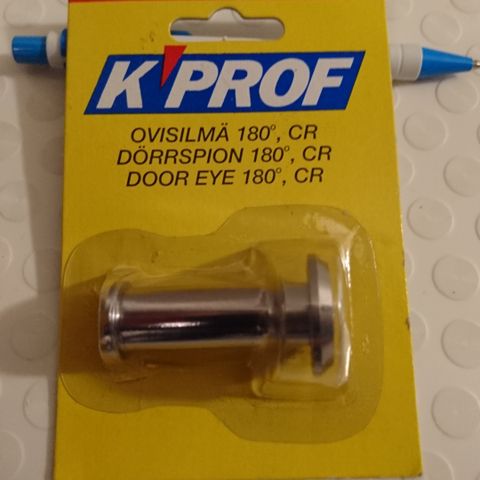 K'PROF
OVISILMÄ 180°, CR
DÖRRSPION 180°, CR
DOOR EYE 180°, CR